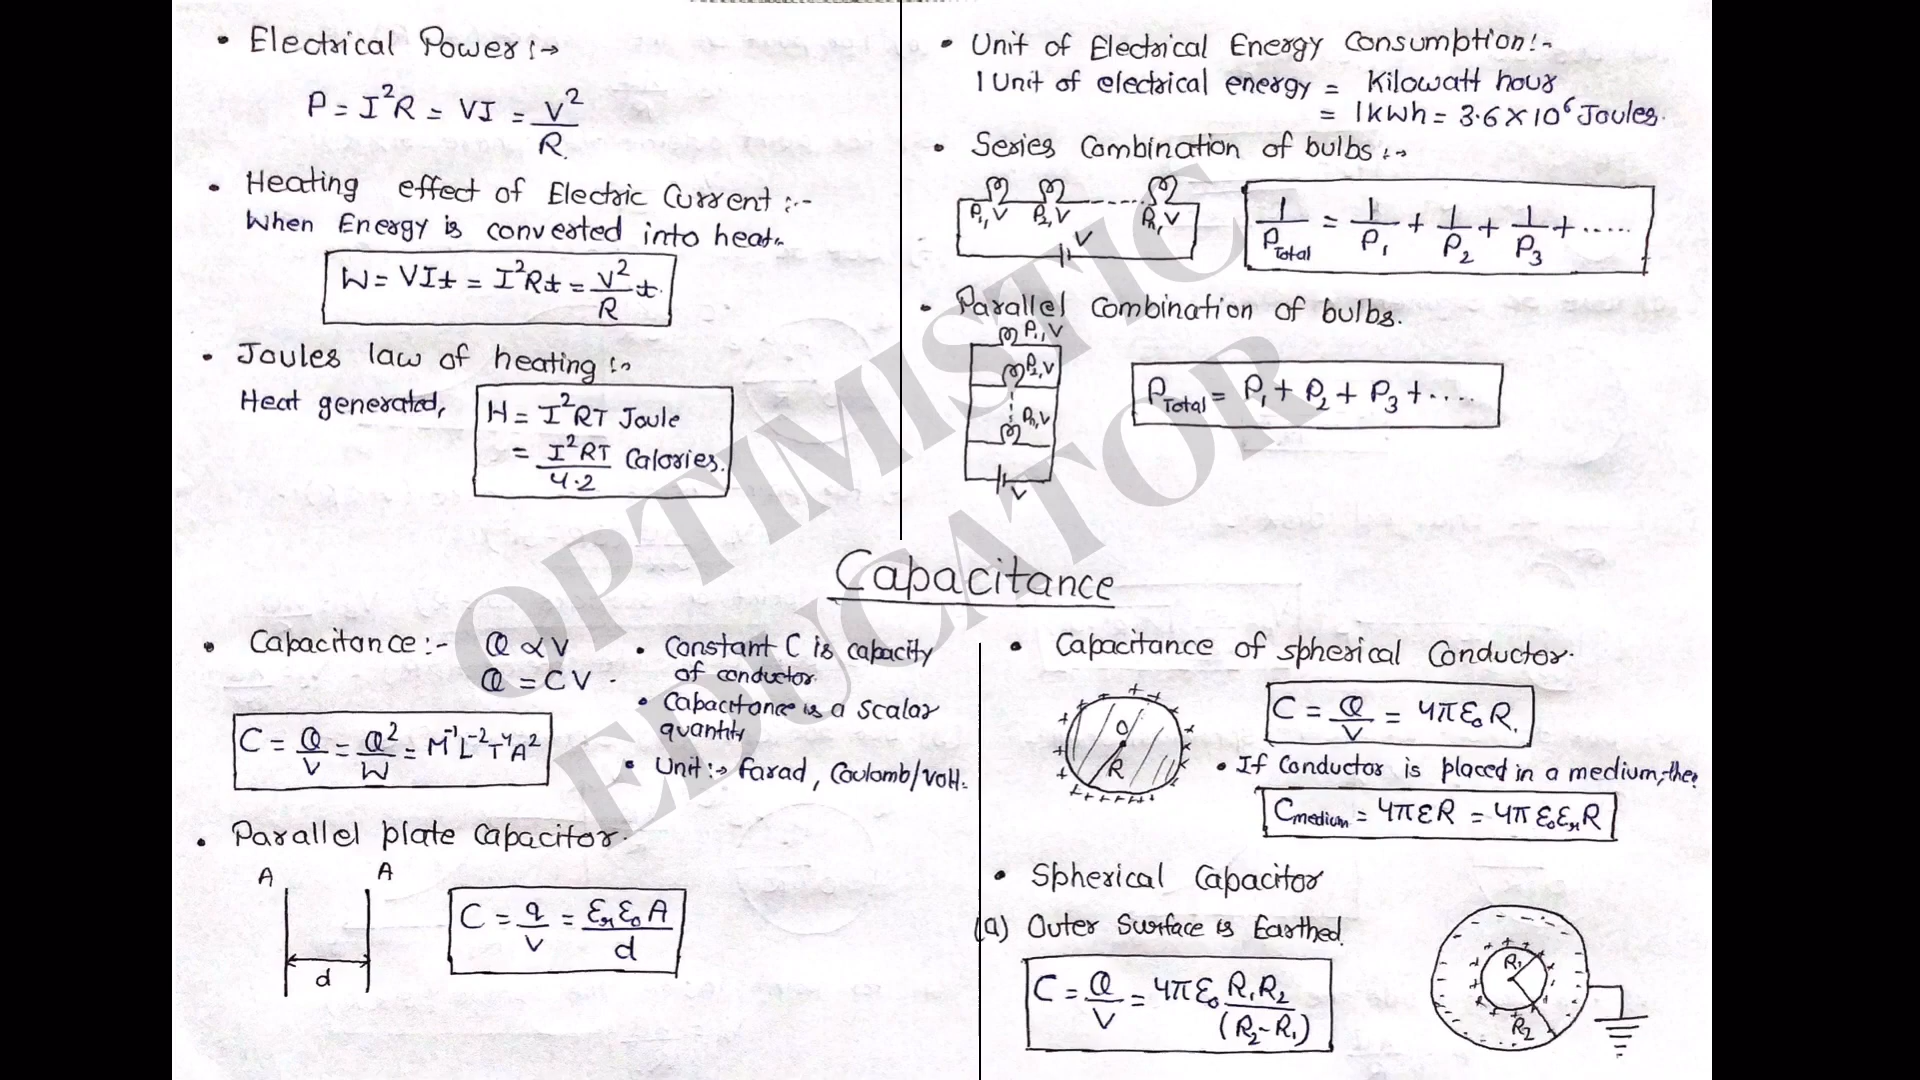 • Electrical Power :→
P = I²R = VI = V²/R.
• Heating effect of Electric Current :-
When Energy is converted into heat.
W = VIt = I²Rt = V²/R t.
• Joules law of heating :→
Heat generated,
H = I²RT Joule
= I²RT/4.2 Calories.
• Unit of Electrical Energy Consumption :-
1 Unit of electrical energy = Kilowatt hour
= 1kWh = 3.6 × 10⁶ Joules.
• Series Combination of bulbs :→
P₁, V P₂, V Pₙ, V
V
1/P_Total = 1/P₁ + 1/P₂ + 1/P₃ + .....
• Parallel Combination of bulbs.
P₁, V
P₂, V
Pₙ, V
V
P_Total = P₁ + P₂ + P₃ + ....
OPTIMISTIC
EDUCATOR
Capacitance
• Capacitance :- Q ∝ V
Q = CV
C = Q/V = Q²/W = M⁻¹L⁻²T⁴A²
• Constant C is capacity
of conductor.
• Capacitance is a scalar
quantity
• Unit :→ farad, Coulomb/Volt.
• Parallel plate capacitor.
A A
d
C = q/V = εᵣε₀A/d
• Capacitance of spherical Conductor.
O
R
C = Q/V = 4πε₀R.
• If Conductor is placed in a medium, then
C_medium = 4πεR = 4πε₀εᵣR
• Spherical Capacitor
(a) Outer Surface is Earthed.
C = Q/V = 4πε₀ R₁R₂/(R₂-R₁)
R₁
R₂